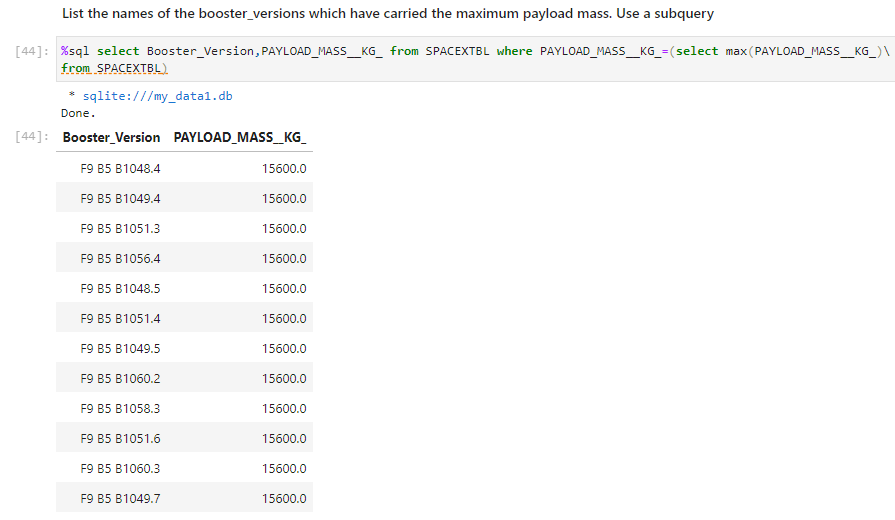 List the names of the booster_versions which have carried the maximum payload mass. Use a subquery
[44]: %sql select Booster_Version,PAYLOAD_MASS__KG_ from SPACEXTBL where PAYLOAD_MASS__KG_=(select max(PAYLOAD_MASS__KG_)\
from SPACEXTBL)
* sqlite:///my_data1.db
Done.
[44]: Booster_Version PAYLOAD_MASS__KG_
F9 B5 B1048.4 15600.0
F9 B5 B1049.4 15600.0
F9 B5 B1051.3 15600.0
F9 B5 B1056.4 15600.0
F9 B5 B1048.5 15600.0
F9 B5 B1051.4 15600.0
F9 B5 B1049.5 15600.0
F9 B5 B1060.2 15600.0
F9 B5 B1058.3 15600.0
F9 B5 B1051.6 15600.0
F9 B5 B1060.3 15600.0
F9 B5 B1049.7 15600.0